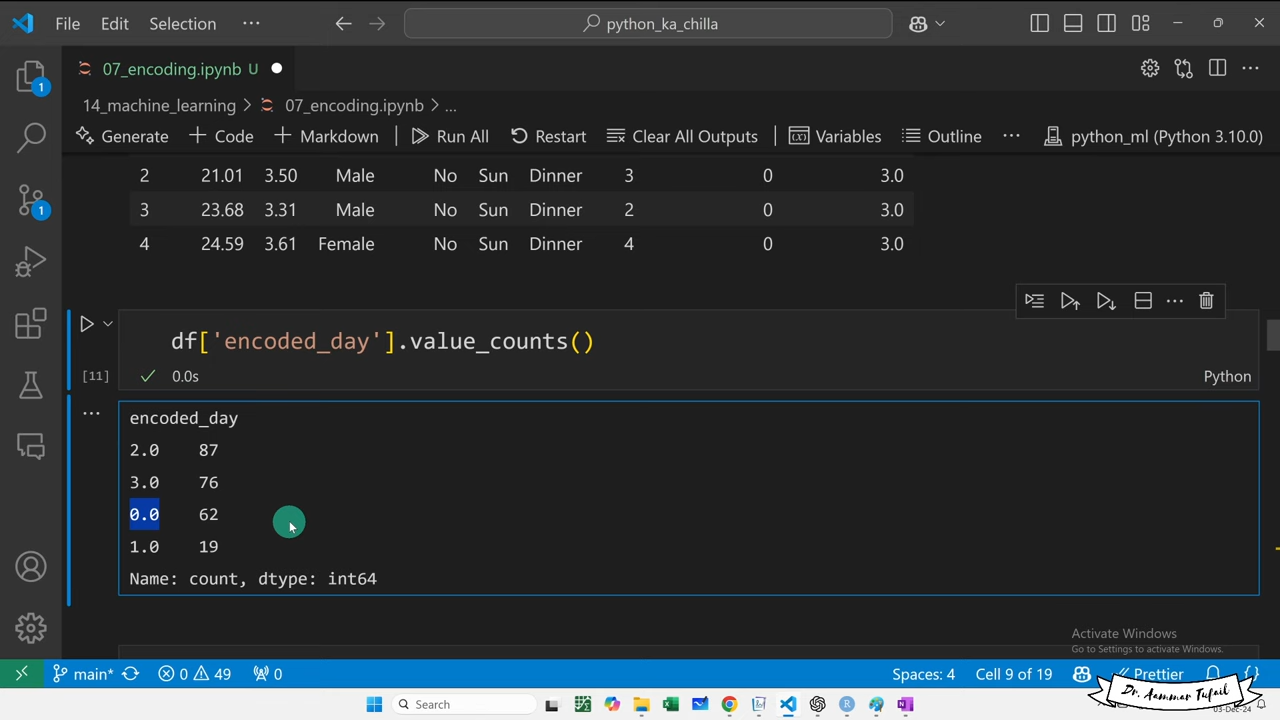 File Edit Selection ··· python_ka_chilla
07_encoding.ipynb U
14_machine_learning > 07_encoding.ipynb > ...
Generate + Code + Markdown | Run All Restart Clear All Outputs | Variables Outline ··· python_ml (Python 3.10.0)
2 21.01 3.50 Male No Sun Dinner 3 0 3.0
3 23.68 3.31 Male No Sun Dinner 2 0 3.0
4 24.59 3.61 Female No Sun Dinner 4 0 3.0
df['encoded_day'].value_counts()
[11] 0.0s Python
encoded_day
2.0 87
3.0 76
0.0 62
1.0 19
Name: count, dtype: int64
Activate Windows
Go to Settings to activate Windows.
1
1
main* 0 49 0 Spaces: 4 Cell 9 of 19 Prettier
Search
Dr. Aammar Tufail
03-Dec-24